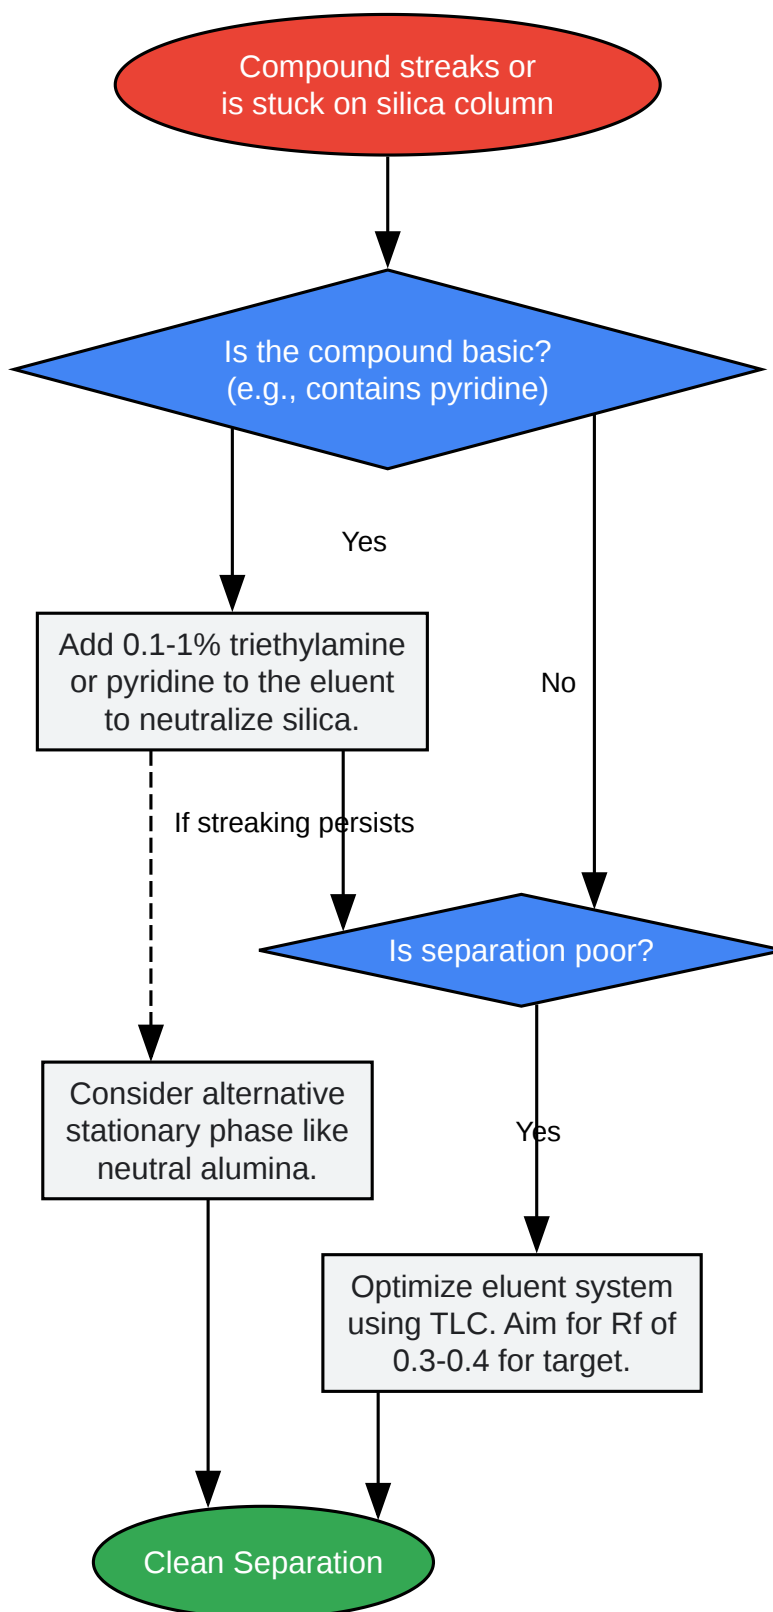 Compound streaks or
is stuck on silica column
Is the compound basic?
(e.g., contains pyridine)
Yes
Add 0.1-1% triethylamine
or pyridine to the eluent
to neutralize silica.
No
If streaking persists
Is separation poor?
Consider alternative
stationary phase like
neutral alumina.
Yes
Optimize eluent system
using TLC. Aim for Rf of
0.3-0.4 for target.
Clean Separation